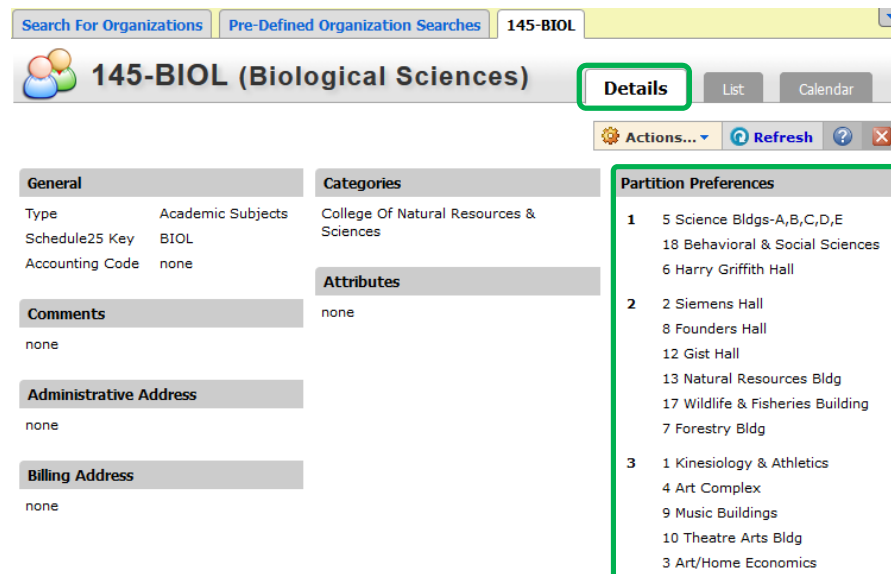 Search For Organizations
Pre-Defined Organization Searches
145-BIOL
145-BIOL (Biological Sciences)
Details
List
Calendar
Actions...
Refresh
?
General
Type Academic Subjects
Schedule25 Key BIOL
Accounting Code none
Comments
none
Administrative Address
none
Billing Address
none
Categories
College Of Natural Resources &
Sciences
Attributes
none
Partition Preferences
1 5 Science Bldgs-A,B,C,D,E
18 Behavioral & Social Sciences
6 Harry Griffith Hall
2 2 Siemens Hall
8 Founders Hall
12 Gist Hall
13 Natural Resources Bldg
17 Wildlife & Fisheries Building
7 Forestry Bldg
3 1 Kinesiology & Athletics
4 Art Complex
9 Music Buildings
10 Theatre Arts Bldg
3 Art/Home Economics